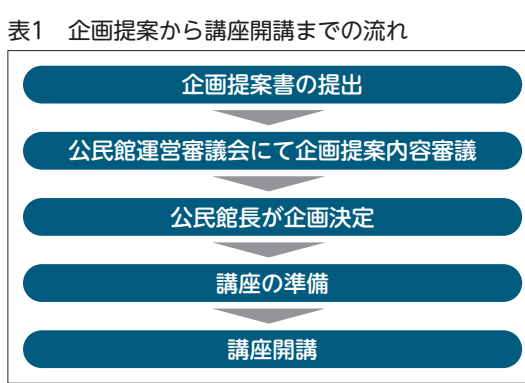 表1　企画提案から講座開講までの流れ
企画提案書の提出
公民館運営審議会にて企画提案内容審議
公民館長が企画決定
講座の準備
講座開講